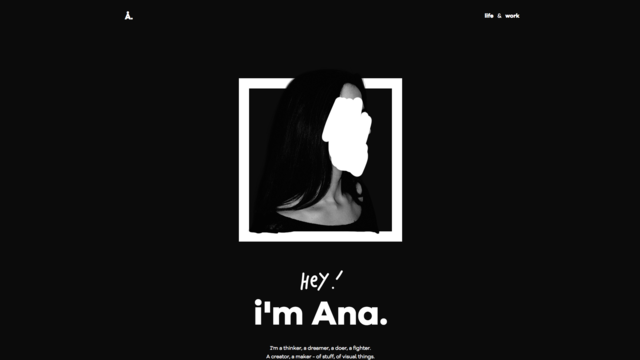 A.
life & work
Hey!
i'm Ana.
I'm a thinker, a dreamer, a doer, a fighter.
A creator, a maker - of stuff, of visual things.